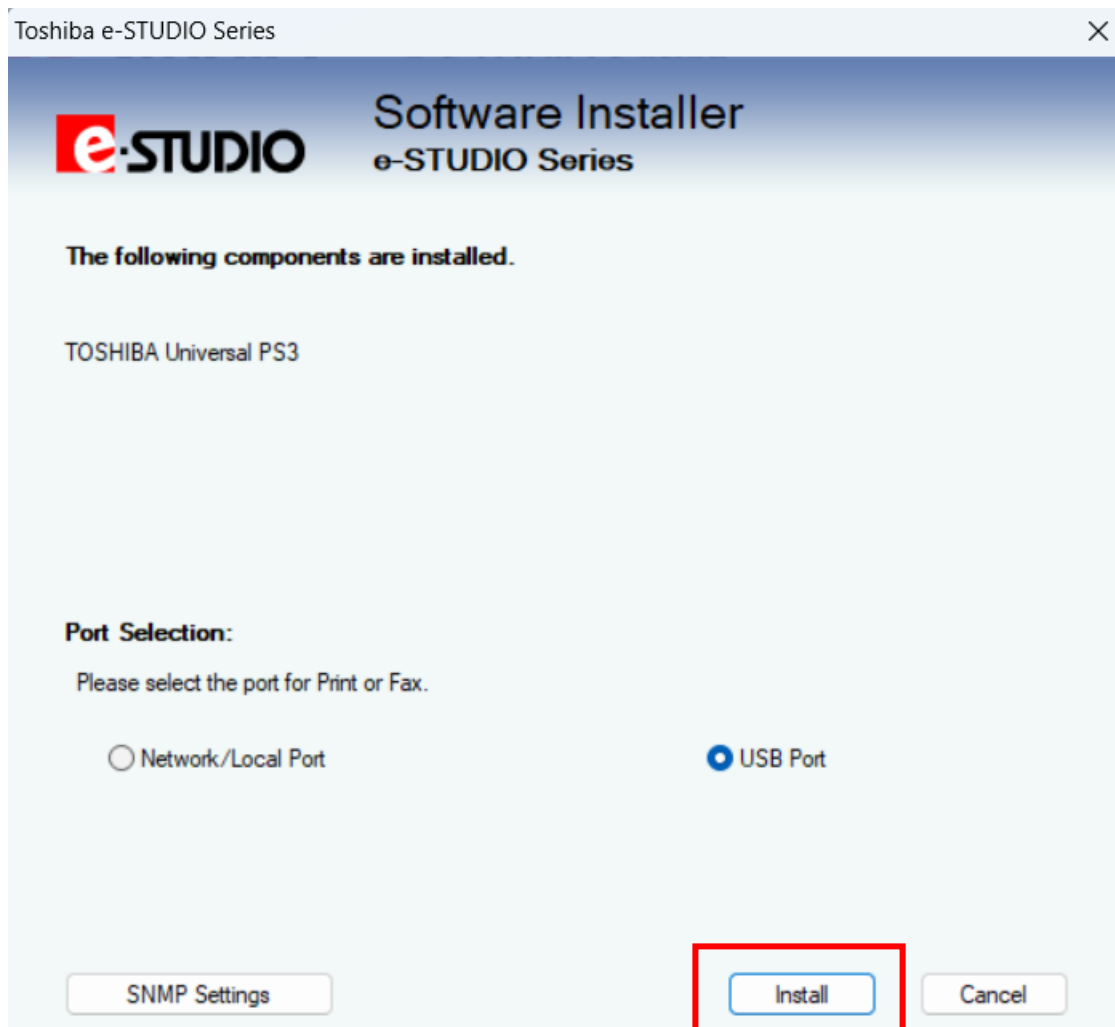 Toshiba e-STUDIO Series
e-STUDIO
Software Installer
e-STUDIO Series
The following components are installed.
TOSHIBA Universal PS3
Port Selection:
Please select the port for Print or Fax.
Network/Local Port
USB Port
SNMP Settings
Install
Cancel